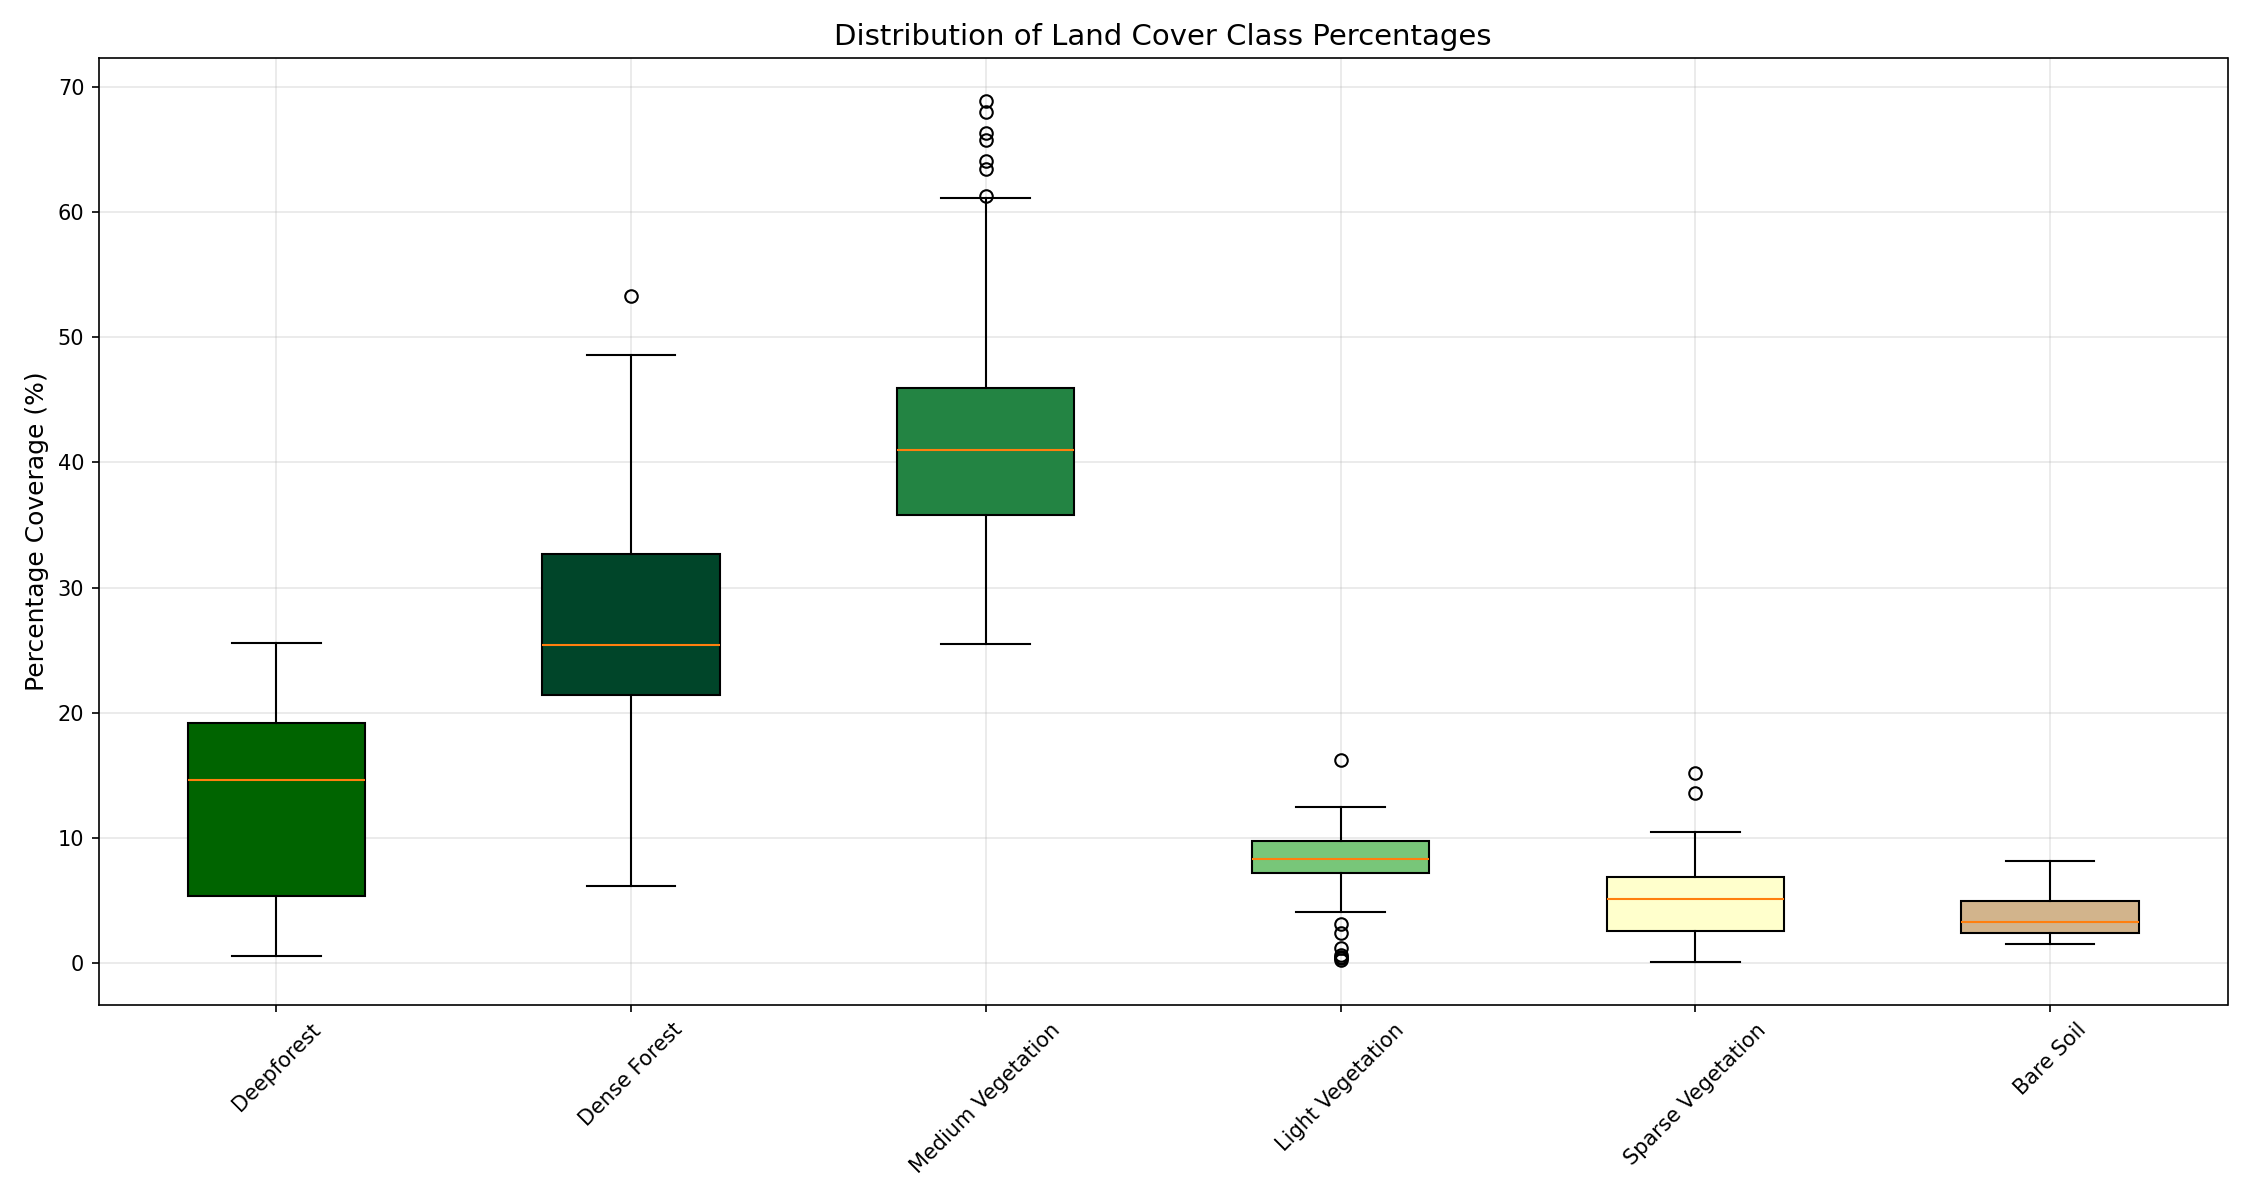 Distribution of Land Cover Class Percentages
Percentage Coverage (%)
70
60
50
40
30
20
10
0
Deepforest
Dense Forest
Medium Vegetation
Light Vegetation
Sparse Vegetation
Bare Soil